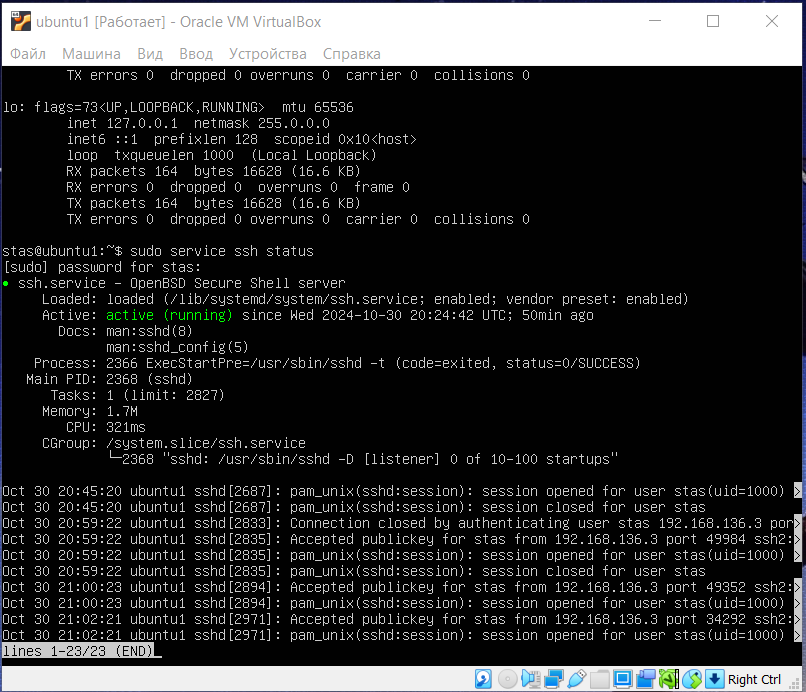 ubuntu1 [Работает] - Oracle VM VirtualBox
Файл Машина Вид Ввод Устройства Справка
        TX errors 0  dropped 0 overruns 0  carrier 0  collisions 0
lo: flags=73<UP,LOOPBACK,RUNNING>  mtu 65536
        inet 127.0.0.1  netmask 255.0.0.0
        inet6 ::1  prefixlen 128  scopeid 0x10<host>
        loop  txqueuelen 1000  (Local Loopback)
        RX packets 164  bytes 16628 (16.6 KB)
        RX errors 0  dropped 0  overruns 0  frame 0
        TX packets 164  bytes 16628 (16.6 KB)
        TX errors 0  dropped 0 overruns 0  carrier 0  collisions 0
stas@ubuntu1:~$ sudo service ssh status
[sudo] password for stas:
● ssh.service - OpenBSD Secure Shell server
     Loaded: loaded (/lib/systemd/system/ssh.service; enabled; vendor preset: enabled)
     Active: active (running) since Wed 2024-10-30 20:24:42 UTC; 50min ago
       Docs: man:sshd(8)
             man:sshd_config(5)
    Process: 2366 ExecStartPre=/usr/sbin/sshd -t (code=exited, status=0/SUCCESS)
   Main PID: 2368 (sshd)
      Tasks: 1 (limit: 2827)
     Memory: 1.7M
        CPU: 321ms
     CGroup: /system.slice/ssh.service
             └─2368 "sshd: /usr/sbin/sshd -D [listener] 0 of 10-100 startups"
Oct 30 20:45:20 ubuntu1 sshd[2687]: pam_unix(sshd:session): session opened for user stas(uid=1000) >
Oct 30 20:45:20 ubuntu1 sshd[2687]: pam_unix(sshd:session): session closed for user stas
Oct 30 20:59:22 ubuntu1 sshd[2833]: Connection closed by authenticating user stas 192.168.136.3 por>
Oct 30 20:59:22 ubuntu1 sshd[2835]: Accepted publickey for stas from 192.168.136.3 port 49984 ssh2:>
Oct 30 20:59:22 ubuntu1 sshd[2835]: pam_unix(sshd:session): session opened for user stas(uid=1000) >
Oct 30 20:59:22 ubuntu1 sshd[2835]: pam_unix(sshd:session): session closed for user stas
Oct 30 21:00:23 ubuntu1 sshd[2894]: Accepted publickey for stas from 192.168.136.3 port 49352 ssh2:>
Oct 30 21:00:23 ubuntu1 sshd[2894]: pam_unix(sshd:session): session opened for user stas(uid=1000) >
Oct 30 21:02:21 ubuntu1 sshd[2971]: Accepted publickey for stas from 192.168.136.3 port 34292 ssh2:>
Oct 30 21:02:21 ubuntu1 sshd[2971]: pam_unix(sshd:session): session opened for user stas(uid=1000) >
lines 1-23/23 (END)
Right Ctrl